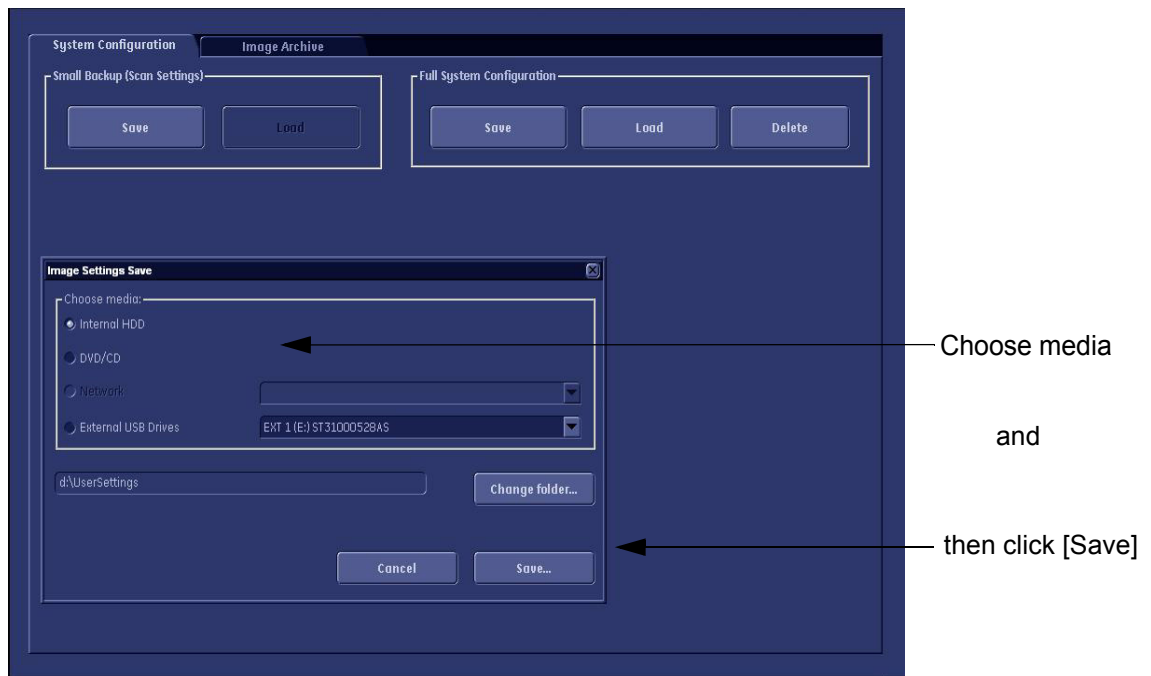 System Configuration
Image Archive
Small Backup (Scan Settings)
Save
Load
Full System Configuration
Save
Load
Delete
Image Settings Save
Choose media:
Internal HDD
DVD/CD
Network
External USB Drives
EXT 1 (E:) ST31000528AS
d:\UserSettings
Change folder...
Cancel
Save...
Choose media
and
then click [Save]